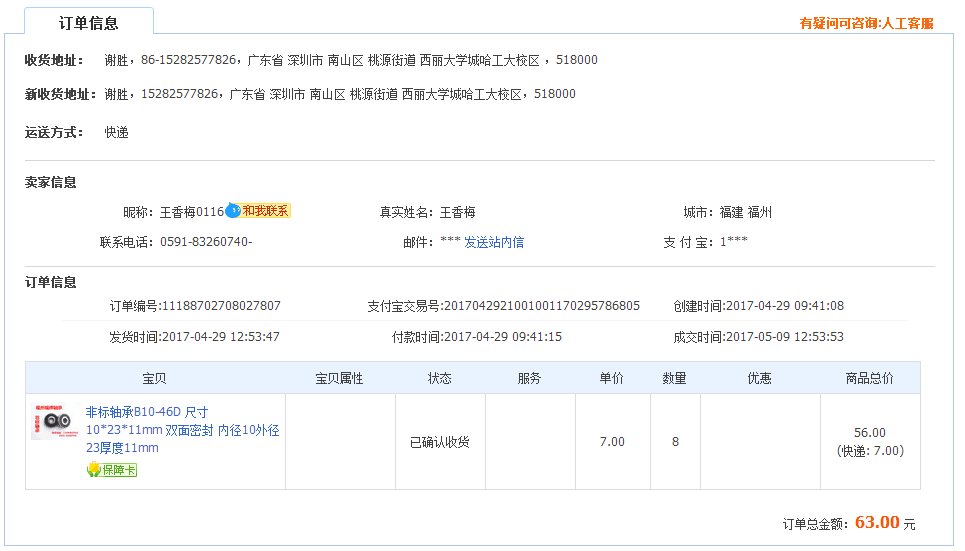 订单信息
有疑问可咨询:人工客服
收货地址： 谢胜，86-15282577826，广东省 深圳市 南山区 桃源街道 西丽大学城哈工大校区 ，518000
新收货地址： 谢胜，15282577826，广东省 深圳市 南山区 桃源街道 西丽大学城哈工大校区，518000
运送方式： 快递
卖家信息
昵称：王香梅0116 和我联系 真实姓名：王香梅 城市：福建 福州
联系电话：0591-83260740- 邮件：*** 发送站内信 支 付 宝：1***
订单信息
订单编号:11188702708027807 支付宝交易号:2017042921001001170295786805 创建时间:2017-04-29 09:41:08
发货时间:2017-04-29 12:53:47 付款时间:2017-04-29 09:41:15 成交时间:2017-05-09 12:53:53
宝贝 宝贝属性 状态 服务 单价 数量 优惠 商品总价
非标轴承B10-46D 尺寸
10*23*11mm 双面密封 内径10外径
23厚度11mm
保障卡
已确认收货 7.00 8
56.00
(快递: 7.00)
订单总金额：63.00 元